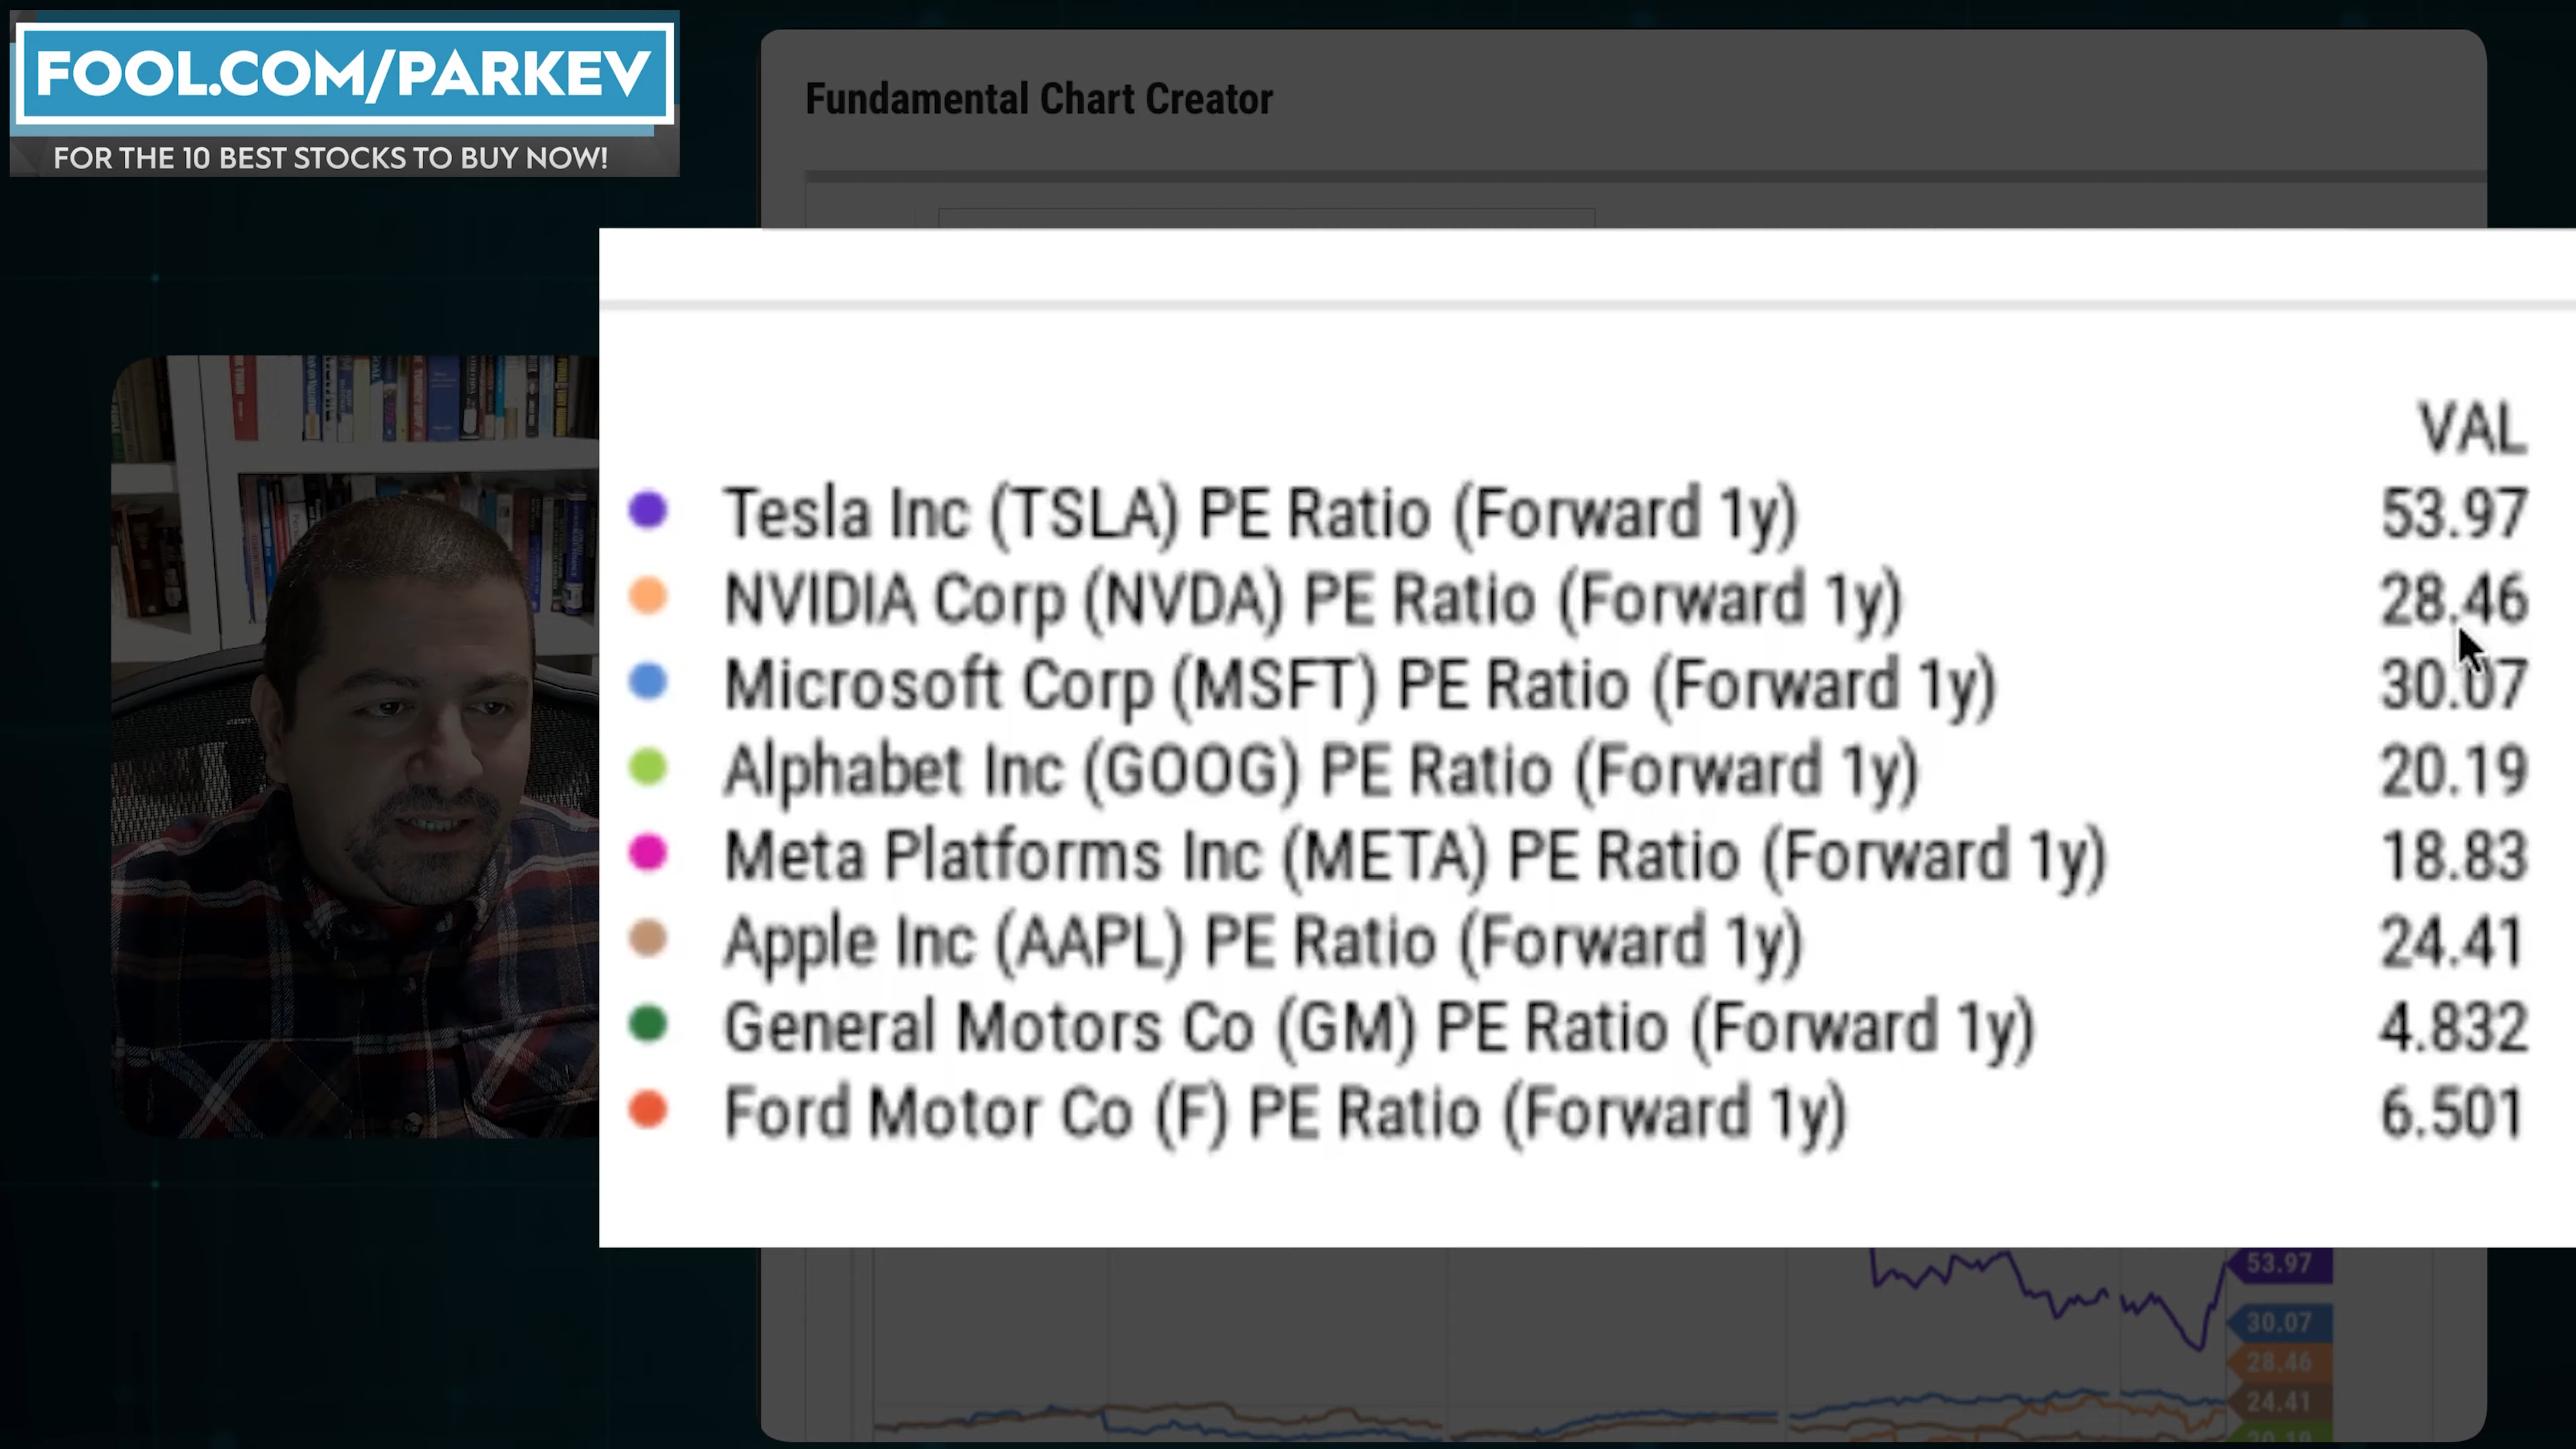 FOOL.COM/PARKEV
FOR THE 10 BEST STOCKS TO BUY NOW!
Fundamental Chart Creator
VAL
Tesla Inc (TSLA) PE Ratio (Forward 1y) 53.97
NVIDIA Corp (NVDA) PE Ratio (Forward 1y) 28.46
Microsoft Corp (MSFT) PE Ratio (Forward 1y) 30.07
Alphabet Inc (GOOG) PE Ratio (Forward 1y) 20.19
Meta Platforms Inc (META) PE Ratio (Forward 1y) 18.83
Apple Inc (AAPL) PE Ratio (Forward 1y) 24.41
General Motors Co (GM) PE Ratio (Forward 1y) 4.832
Ford Motor Co (F) PE Ratio (Forward 1y) 6.501
53.97
30.07
28.46
24.41
20.19